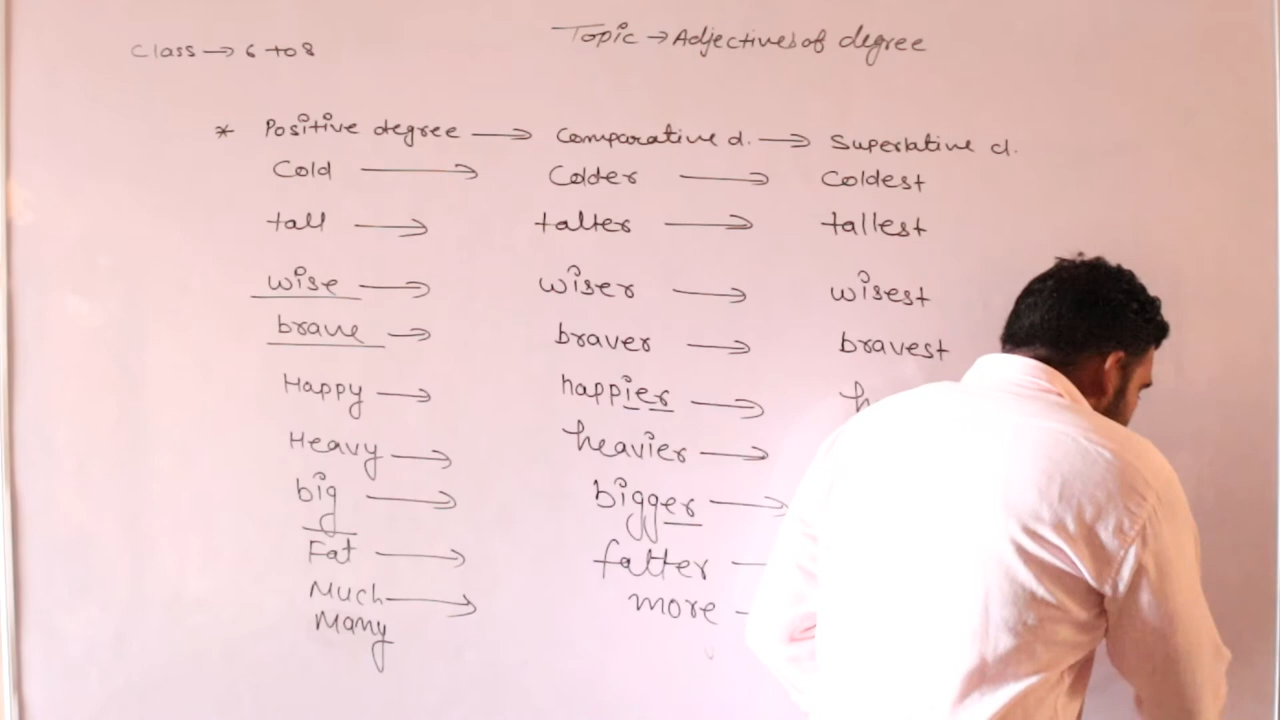 Class → 6 to 8
Topic → Adjectives of degree
* Positive degree → Comparative d. → Superlative d.
Cold → Colder → Coldest
tall → taller → tallest
wise → wiser → wisest
brave → braver → bravest
Happy → happier → h
Heavy → heavier →
big → bigger →
Fat → fatter
Much → more
Many